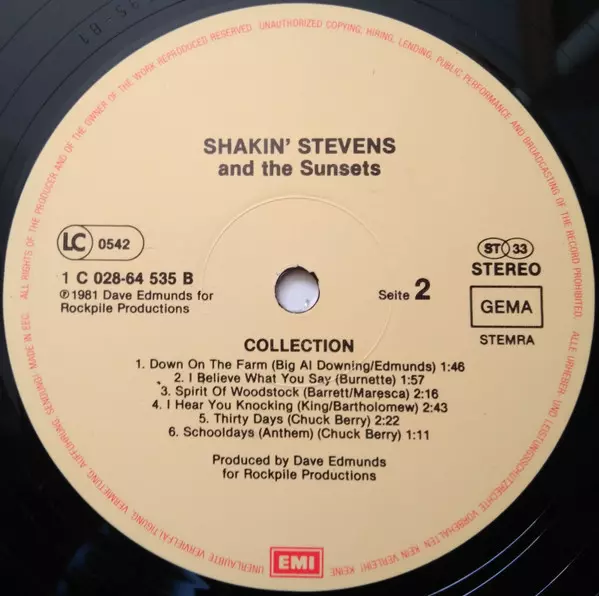 ALL RIGHTS OF THE PRODUCER AND OF THE OWNER OF THE WORK REPRODUCED RESERVED UNAUTHORIZED COPYING, HIRING, LENDING, PUBLIC PERFORMANCE AND BROADCASTING OF THE RECORD PROHIBITED. ALLE URHEBER- UND LEISTUNGSSCHUTZRECHTE VORBEHALTEN KEIN VERLEIH! KEINE UNERLAUBTE VERVIELFÄLTIGUNG, VERMIETUNG, AUFFÜHRUNG, SENDUNG! MADE IN EEC.
SHAKIN' STEVENS
and the Sunsets
LC 0542
1 C 028-64 535 B
℗1981 Dave Edmunds for
Rockpile Productions
Seite 2
ST 33
STEREO
GEMA
STEMRA
COLLECTION
1. Down On The Farm (Big Al Downing/Edmunds) 1:46
2. I Believe What You Say (Burnette) 1:57
3. Spirit Of Woodstock (Barrett/Maresca) 2:16
4. I Hear You Knocking (King/Bartholomew) 2:43
5. Thirty Days (Chuck Berry) 2:22
6. Schooldays (Anthem) (Chuck Berry) 1:11
Produced by Dave Edmunds
for Rockpile Productions
EMI